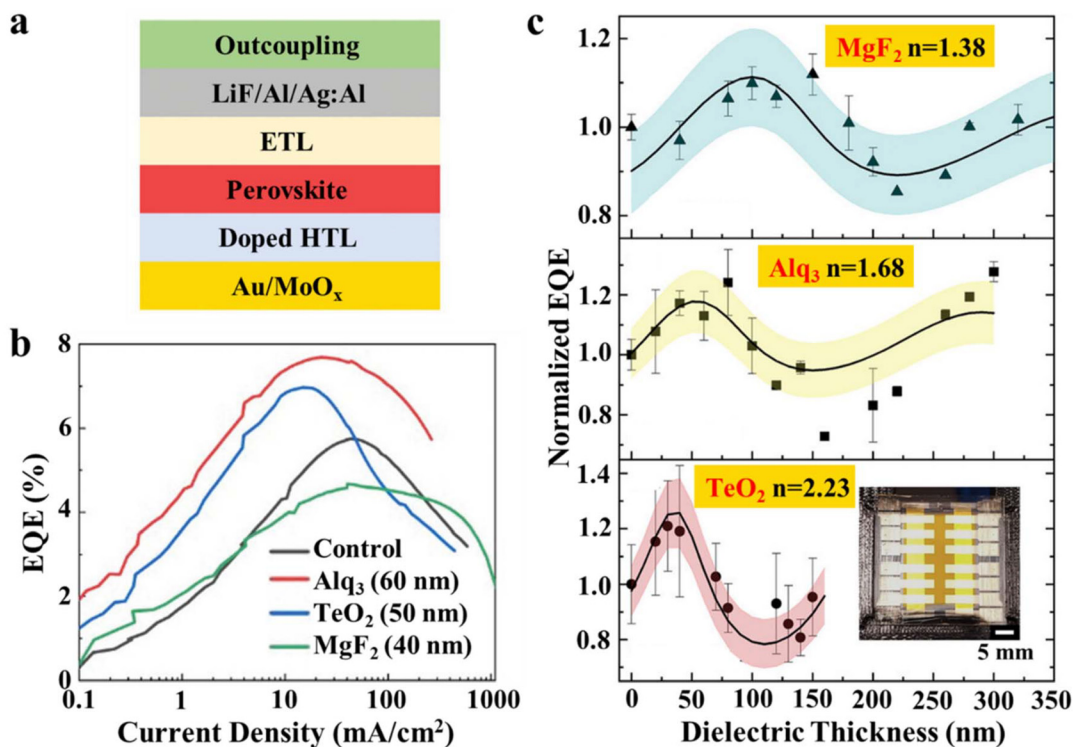 a
Outcoupling
LiF/Al/Ag:Al
ETL
Perovskite
Doped HTL
Au/MoOₓ
b
EQE (%)
8
6
4
2
0
Control
Alq₃ (60 nm)
TeO₂ (50 nm)
MgF₂ (40 nm)
0.1 1 10 100 1000
Current Density (mA/cm²)
c
Normalized EQE
MgF₂ n=1.38
1.2
1.0
0.8
Alq₃ n=1.68
1.2
1.0
0.8
TeO₂ n=2.23
1.4
1.2
1.0
0.8
5 mm
0 50 100 150 200 250 300 350
Dielectric Thickness (nm)